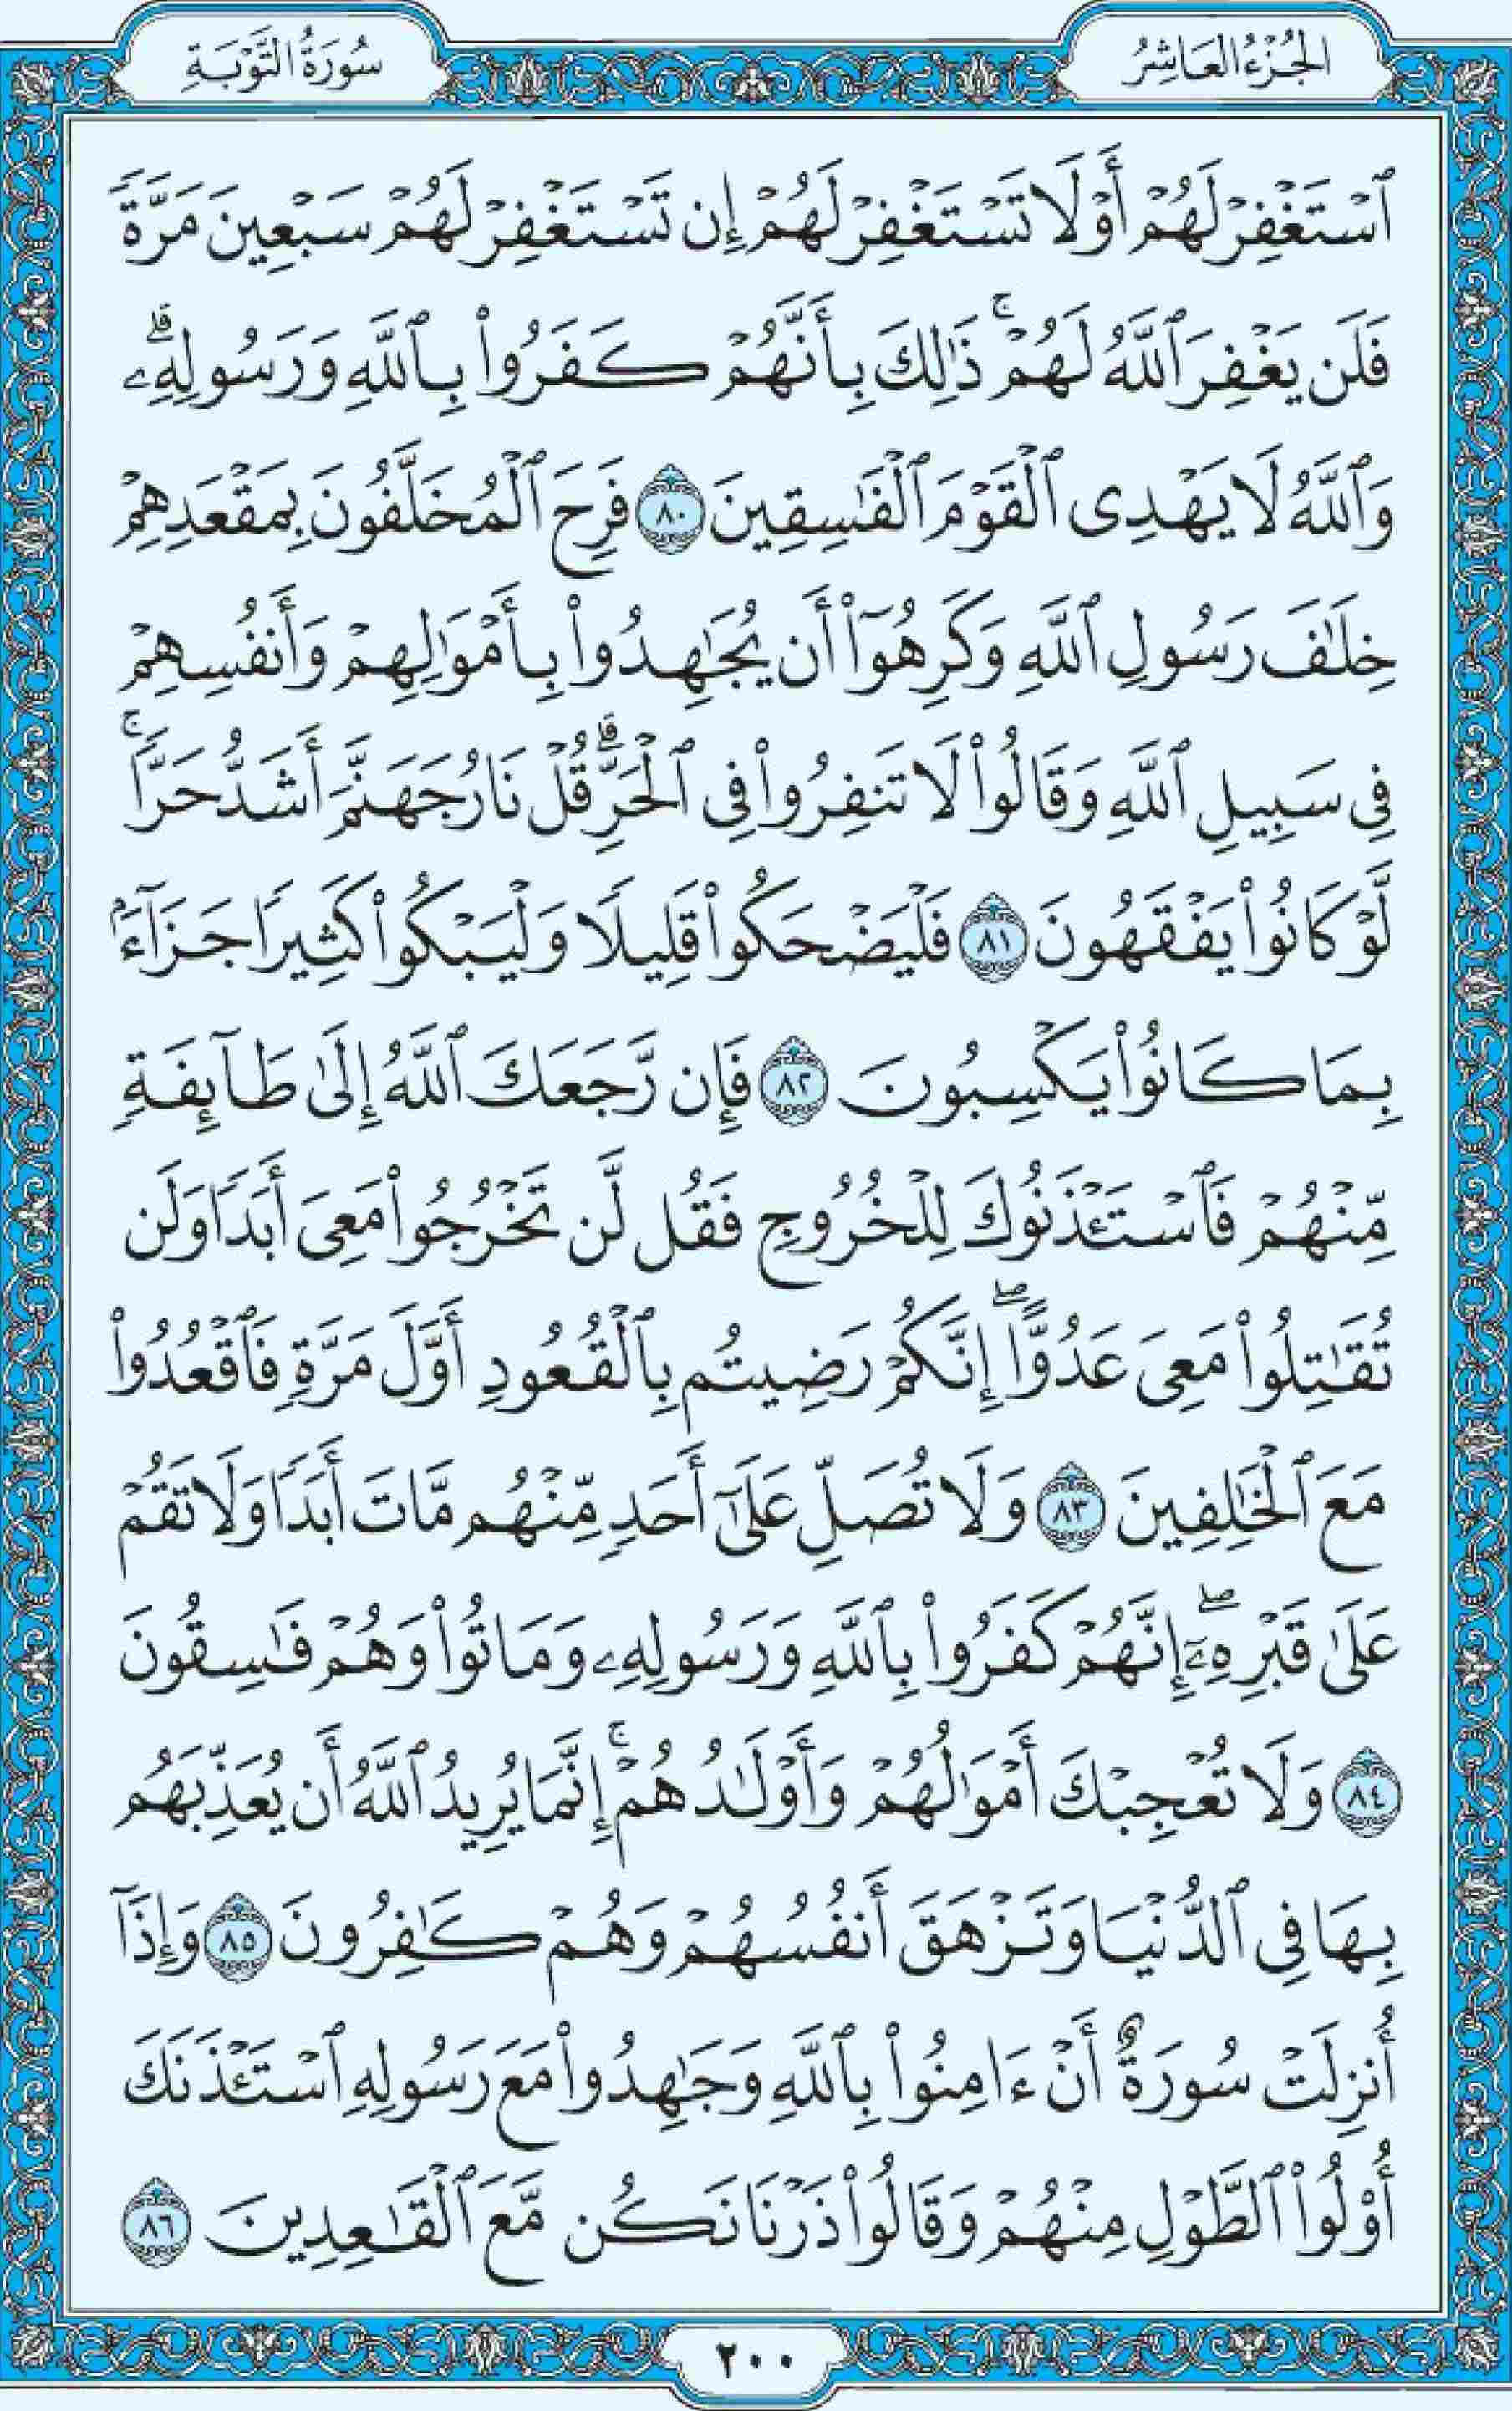 الجُزْءُ العَاشِرُ
سُورَةُ التَّوْبَةِ
ٱسْتَغْفِرْ لَهُمْ أَوْ لَا تَسْتَغْفِرْ لَهُمْ إِن تَسْتَغْفِرْ لَهُمْ سَبْعِينَ مَرَّةً
فَلَن يَغْفِرَ ٱللَّهُ لَهُمْۚ ذَٰلِكَ بِأَنَّهُمْ كَفَرُواْ بِٱللَّهِ وَرَسُولِهِۦۗ
وَٱللَّهُ لَا يَهْدِى ٱلْقَوْمَ ٱلْفَٰسِقِينَ ٨٠ فَرِحَ ٱلْمُخَلَّفُونَ بِمَقْعَدِهِمْ
خِلَٰفَ رَسُولِ ٱللَّهِ وَكَرِهُوٓاْ أَن يُجَٰهِدُواْ بِأَمْوَٰلِهِمْ وَأَنفُسِهِمْ
فِى سَبِيلِ ٱللَّهِ وَقَالُواْ لَا تَنفِرُواْ فِى ٱلْحَرِّۗ قُلْ نَارُ جَهَنَّمَ أَشَدُّ حَرًّاۚ
لَّوْ كَانُواْ يَفْقَهُونَ ٨١ فَلْيَضْحَكُواْ قَلِيلًا وَلْيَبْكُواْ كَثِيرًا جَزَآءًۢ
بِمَا كَانُواْ يَكْسِبُونَ ٨٢ فَإِن رَّجَعَكَ ٱللَّهُ إِلَىٰ طَآئِفَةٍ
مِّنْهُمْ فَٱسْتَـْٔذَنُوكَ لِلْخُرُوجِ فَقُل لَّن تَخْرُجُواْ مَعِىَ أَبَدًا وَلَن
تُقَٰتِلُواْ مَعِىَ عَدُوًّاۖ إِنَّكُمْ رَضِيتُم بِٱلْقُعُودِ أَوَّلَ مَرَّةٍ فَٱقْعُدُواْ
مَعَ ٱلْخَٰلِفِينَ ٨٣ وَلَا تُصَلِّ عَلَىٰٓ أَحَدٍ مِّنْهُم مَّاتَ أَبَدًا وَلَا تَقُمْ
عَلَىٰ قَبْرِهِۦٓۖ إِنَّهُمْ كَفَرُواْ بِٱللَّهِ وَرَسُولِهِۦ وَمَاتُواْ وَهُمْ فَٰسِقُونَ
٨٤ وَلَا تُعْجِبْكَ أَمْوَٰلُهُمْ وَأَوْلَٰدُهُمْۚ إِنَّمَا يُرِيدُ ٱللَّهُ أَن يُعَذِّبَهُم
بِهَا فِى ٱلدُّنْيَا وَتَزْهَقَ أَنفُسُهُمْ وَهُمْ كَٰفِرُونَ ٨٥ وَإِذَآ
أُنزِلَتْ سُورَةٌ أَنْ ءَامِنُواْ بِٱللَّهِ وَجَٰهِدُواْ مَعَ رَسُولِهِ ٱسْتَـْٔذَنَكَ
أُوْلُواْ ٱلطَّوْلِ مِنْهُمْ وَقَالُواْ ذَرْنَا نَكُن مَّعَ ٱلْقَٰعِدِينَ ٨٦
٢٠٠